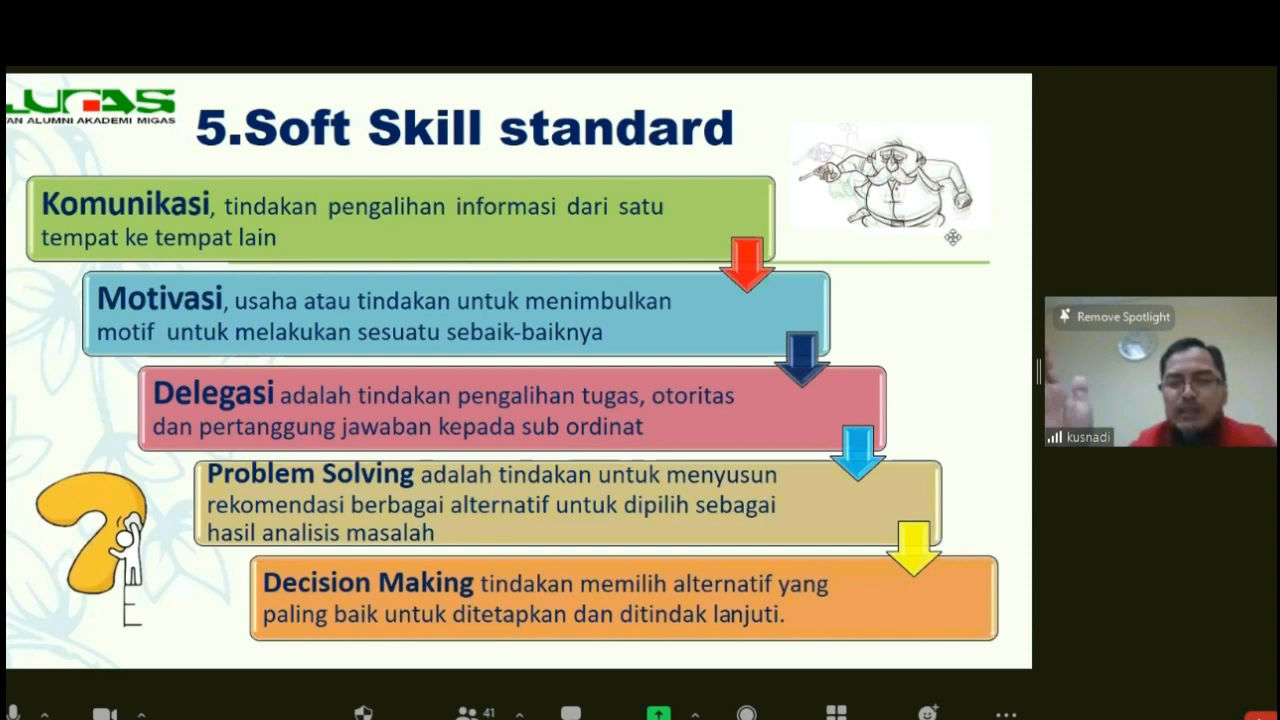 AN ALUMNI AKADEMI MIGAS
5.Soft Skill standard
Komunikasi, tindakan pengalihan informasi dari satu
tempat ke tempat lain
Motivasi, usaha atau tindakan untuk menimbulkan
motif untuk melakukan sesuatu sebaik-baiknya
Delegasi adalah tindakan pengalihan tugas, otoritas
dan pertanggung jawaban kepada sub ordinat
Problem Solving adalah tindakan untuk menyusun
rekomendasi berbagai alternatif untuk dipilih sebagai
hasil analisis masalah
Decision Making tindakan memilih alternatif yang
paling baik untuk ditetapkan dan ditindak lanjuti.
Remove Spotlight
kusnadi
41